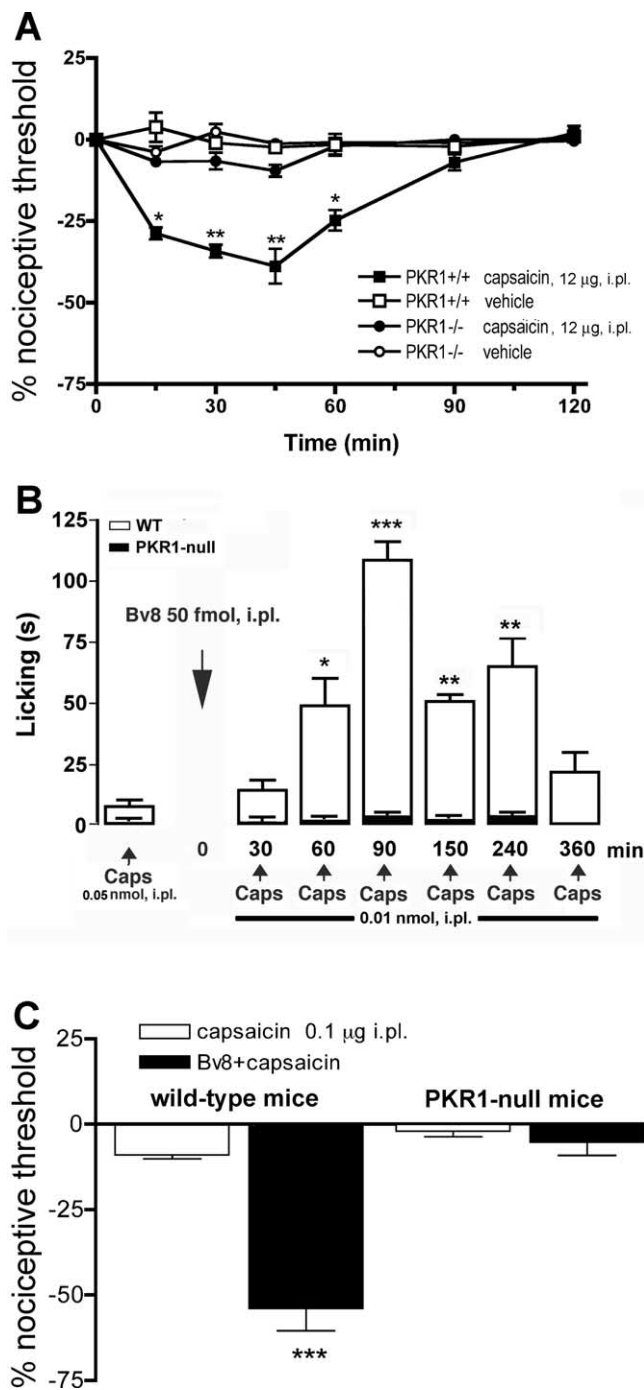 A
25
0
-25
-50
-75
% nociceptive threshold
*
**
**
*
PKR1+/+ capsaicin, 12 µg, i.pl.
PKR1+/+ vehicle
PKR1-/- capsaicin, 12 µg, i.pl.
PKR1-/- vehicle
0 30 60 90 120
Time (min)
B
125
100
75
50
25
0
Licking (s)
WT
PKR1-null
Bv8 50 fmol, i.pl.
*
***
**
**
0 30 60 90 150 240 360 min
Caps Caps Caps Caps Caps Caps Caps
0.05 nmol, i.pl.
0.01 nmol, i.pl.
C
25
0
-25
-50
-75
% nociceptive threshold
capsaicin 0.1 µg i.pl.
Bv8+capsaicin
wild-type mice PKR1-null mice
***